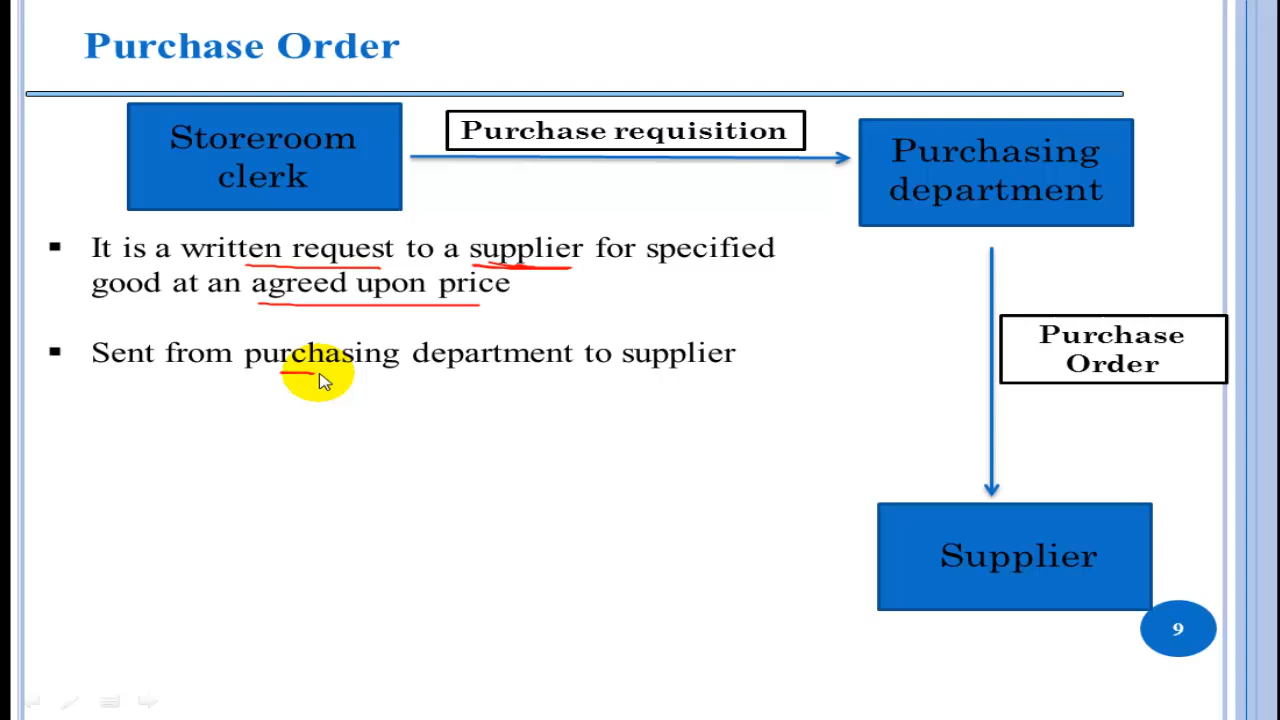 Purchase Order
Storeroom
clerk
Purchase requisition
Purchasing
department
▪ It is a written request to a supplier for specified
good at an agreed upon price
▪ Sent from purchasing department to supplier
Purchase
Order
Supplier
9